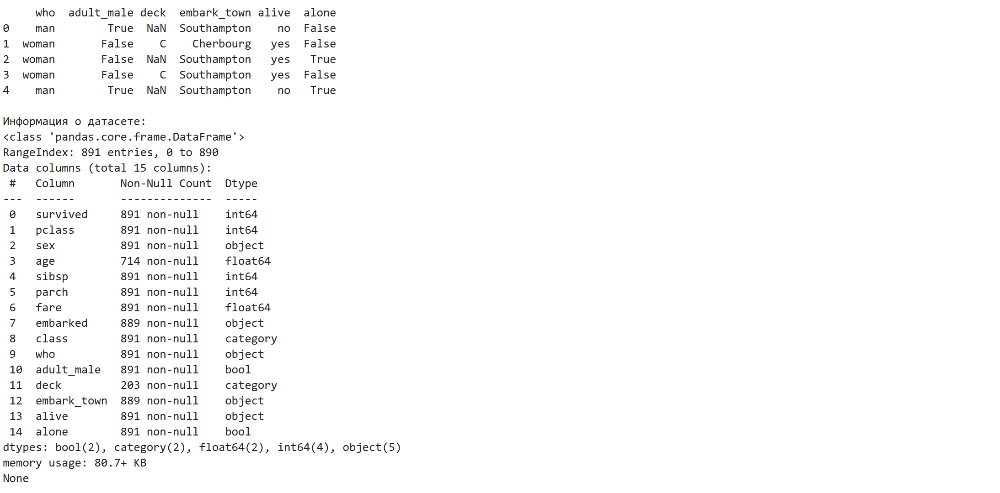 who  adult_male deck  embark_town alive  alone
0    man        True  NaN  Southampton    no  False
1  woman       False    C    Cherbourg   yes  False
2  woman       False  NaN  Southampton   yes   True
3  woman       False    C  Southampton   yes  False
4    man        True  NaN  Southampton    no   True

Информация о датасете:
<class 'pandas.core.frame.DataFrame'>
RangeIndex: 891 entries, 0 to 890
Data columns (total 15 columns):
 #   Column       Non-Null Count  Dtype
---  ------       --------------  -----
 0   survived     891 non-null    int64
 1   pclass       891 non-null    int64
 2   sex          891 non-null    object
 3   age          714 non-null    float64
 4   sibsp        891 non-null    int64
 5   parch        891 non-null    int64
 6   fare         891 non-null    float64
 7   embarked     889 non-null    object
 8   class        891 non-null    category
 9   who          891 non-null    object
 10  adult_male   891 non-null    bool
 11  deck         203 non-null    category
 12  embark_town  889 non-null    object
 13  alive        891 non-null    object
 14  alone        891 non-null    bool
dtypes: bool(2), category(2), float64(2), int64(4), object(5)
memory usage: 80.7+ KB
None